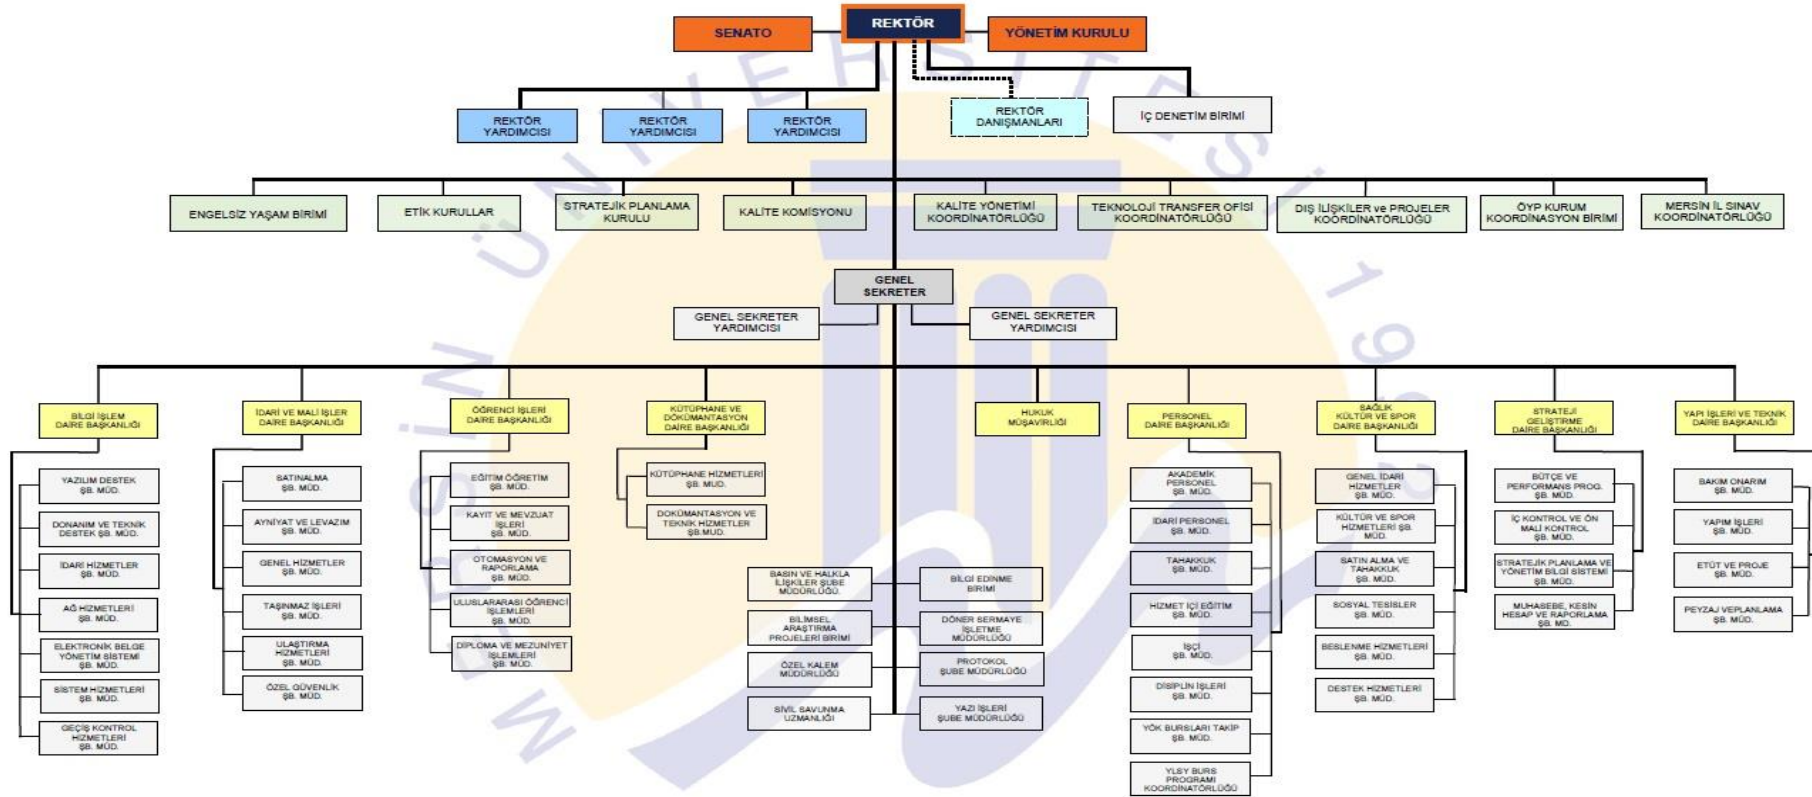 SENATO
REKTÖR
YÖNETİM KURULU
REKTÖR
YARDIMCISI
REKTÖR
YARDIMCISI
REKTÖR
YARDIMCISI
REKTÖR
DANIŞMANLARI
İÇ DENETİM BİRİMİ
ENGELSİZ YAŞAM BİRİMİ
ETİK KURULLAR
STRATEJİK PLANLAMA
KURULU
KALİTE KOMİSYONU
KALİTE YÖNETİMİ
KOORDİNATÖRLÜĞÜ
TEKNOLOJİ TRANSFER OFİSİ
KOORDİNATÖRLÜĞÜ
DIŞ İLİŞKİLER ve PROJELER
KOORDİNATÖRLÜĞÜ
ÖYP KURUM
KOORDİNASYON BİRİMİ
MERSİN İL SINAV
KOORDİNATÖRLÜĞÜ
GENEL
SEKRETER
GENEL SEKRETER
YARDIMCISI
GENEL SEKRETER
YARDIMCISI
BİLGİ İŞLEM
DAİRE BAŞKANLIĞI
YAZILIM DESTEK
ŞB. MÜD.
DONANIM VE TEKNİK
DESTEK ŞB. MÜD.
İDARİ HİZMETLER
ŞB. MÜD.
AĞ HİZMETLERİ
ŞB. MÜD.
ELEKTRONİK BELGE
YÖNETİM SİSTEMİ
ŞB. MÜD.
SİSTEM HİZMETLERİ
ŞB. MÜD.
GEÇİŞ KONTROL
HİZMETLERİ
ŞB. MÜD.
İDARİ VE MALİ İŞLER
DAİRE BAŞKANLIĞI
SATINALMA
ŞB. MÜD.
AYNİYAT VE LEVAZIM
ŞB. MÜD.
GENEL HİZMETLER
ŞB. MÜD.
TAŞINMAZ İŞLERİ
ŞB. MÜD.
ULAŞTIRMA
HİZMETLERİ
ŞB. MÜD.
ÖZEL GÜVENLİK
ŞB. MÜD.
ÖĞRENCİ İŞLERİ
DAİRE BAŞKANLIĞI
EĞİTİM ÖĞRETİM
ŞB. MÜD.
KAYIT VE MEVZUAT
İŞLERİ
ŞB. MÜD.
OTOMASYON VE
RAPORLAMA
ŞB. MÜD.
ULUSLARARASI ÖĞRENCİ
İŞLEMLERİ
ŞB. MÜD.
DİPLOMA VE MEZUNİYET
İŞLEMLERİ
ŞB. MÜD.
KÜTÜPHANE VE
DÖKÜMANTASYON
DAİRE BAŞKANLIĞI
KÜTÜPHANE HİZMETLERİ
ŞB. MUD.
DOKÜMANTASYON VE
TEKNİK HİZMETLER
ŞB.MUD.
BASIN VE HALKLA
İLİŞKİLER ŞUBE
MÜDÜRLÜĞÜ.
BİLİMSEL
ARAŞTIRMA
PROJELERİ BİRİMİ
ÖZEL KALEM
MÜDÜRLÜĞÜ
SİVİL SAVUNMA
UZMANLIĞI
BİLGİ EDİNME
BİRİMİ
DÖNER SERMAYE
İŞLETME
MÜDÜRLÜĞÜ
PROTOKOL
ŞUBE MÜDÜRLÜĞÜ
YAZI İŞLERİ
ŞUBE MÜDÜRLÜĞÜ
HUKUK
MÜŞAVİRLİĞİ
PERSONEL
DAİRE BAŞKANLIĞI
AKADEMİK
PERSONEL
ŞB. MÜD.
İDARİ PERSONEL
ŞB. MÜD.
TAHAKKUK
ŞB. MÜD.
HİZMET İÇİ EĞİTİM
ŞB. MÜD.
İŞÇİ
ŞB. MÜD.
DİSİPLİN İŞLERİ
ŞB. MÜD.
YÖK BURSLARI TAKİP
ŞB. MÜD.
YLSY BURS
PROGRAMI
KOORDİNATÖRLÜĞÜ
SAĞLIK
KÜLTÜR VE SPOR
DAİRE BAŞKANLIĞI
GENEL İDARİ
HİZMETLER
ŞB. MÜD.
KÜLTÜR VE SPOR
HİZMETLERİ ŞB.
MÜD.
SATIN ALMA VE
TAHAKKUK
ŞB. MÜD.
SOSYAL TESİSLER
ŞB. MÜD.
BESLENME HİZMETLERİ
ŞB. MÜD.
DESTEK HİZMETLERİ
ŞB. MÜD.
STRATEJİ
GELİŞTİRME
DAİRE BAŞKANLIĞI
BÜTÇE VE
PERFORMANS PROG.
ŞB. MÜD.
İÇ KONTROL VE ÖN
MALİ KONTROL
ŞB. MÜD.
STRATEJİK PLANLAMA VE
YÖNETİM BİLGİ SİSTEMİ
ŞB. MÜD.
MUHASEBE, KESİN
HESAP VE RAPORLAMA
ŞB. MD.
YAPI İŞLERİ VE TEKNİK
DAİRE BAŞKANLIĞI
BAKIM ONARIM
ŞB. MÜD.
YAPIM İŞLERİ
ŞB. MÜD.
ETÜT VE PROJE
ŞB. MÜD.
PEYZAJ VEPLANLAMA
ŞB. MÜD.
MERSİN ÜNİVERSİTESİ 1992